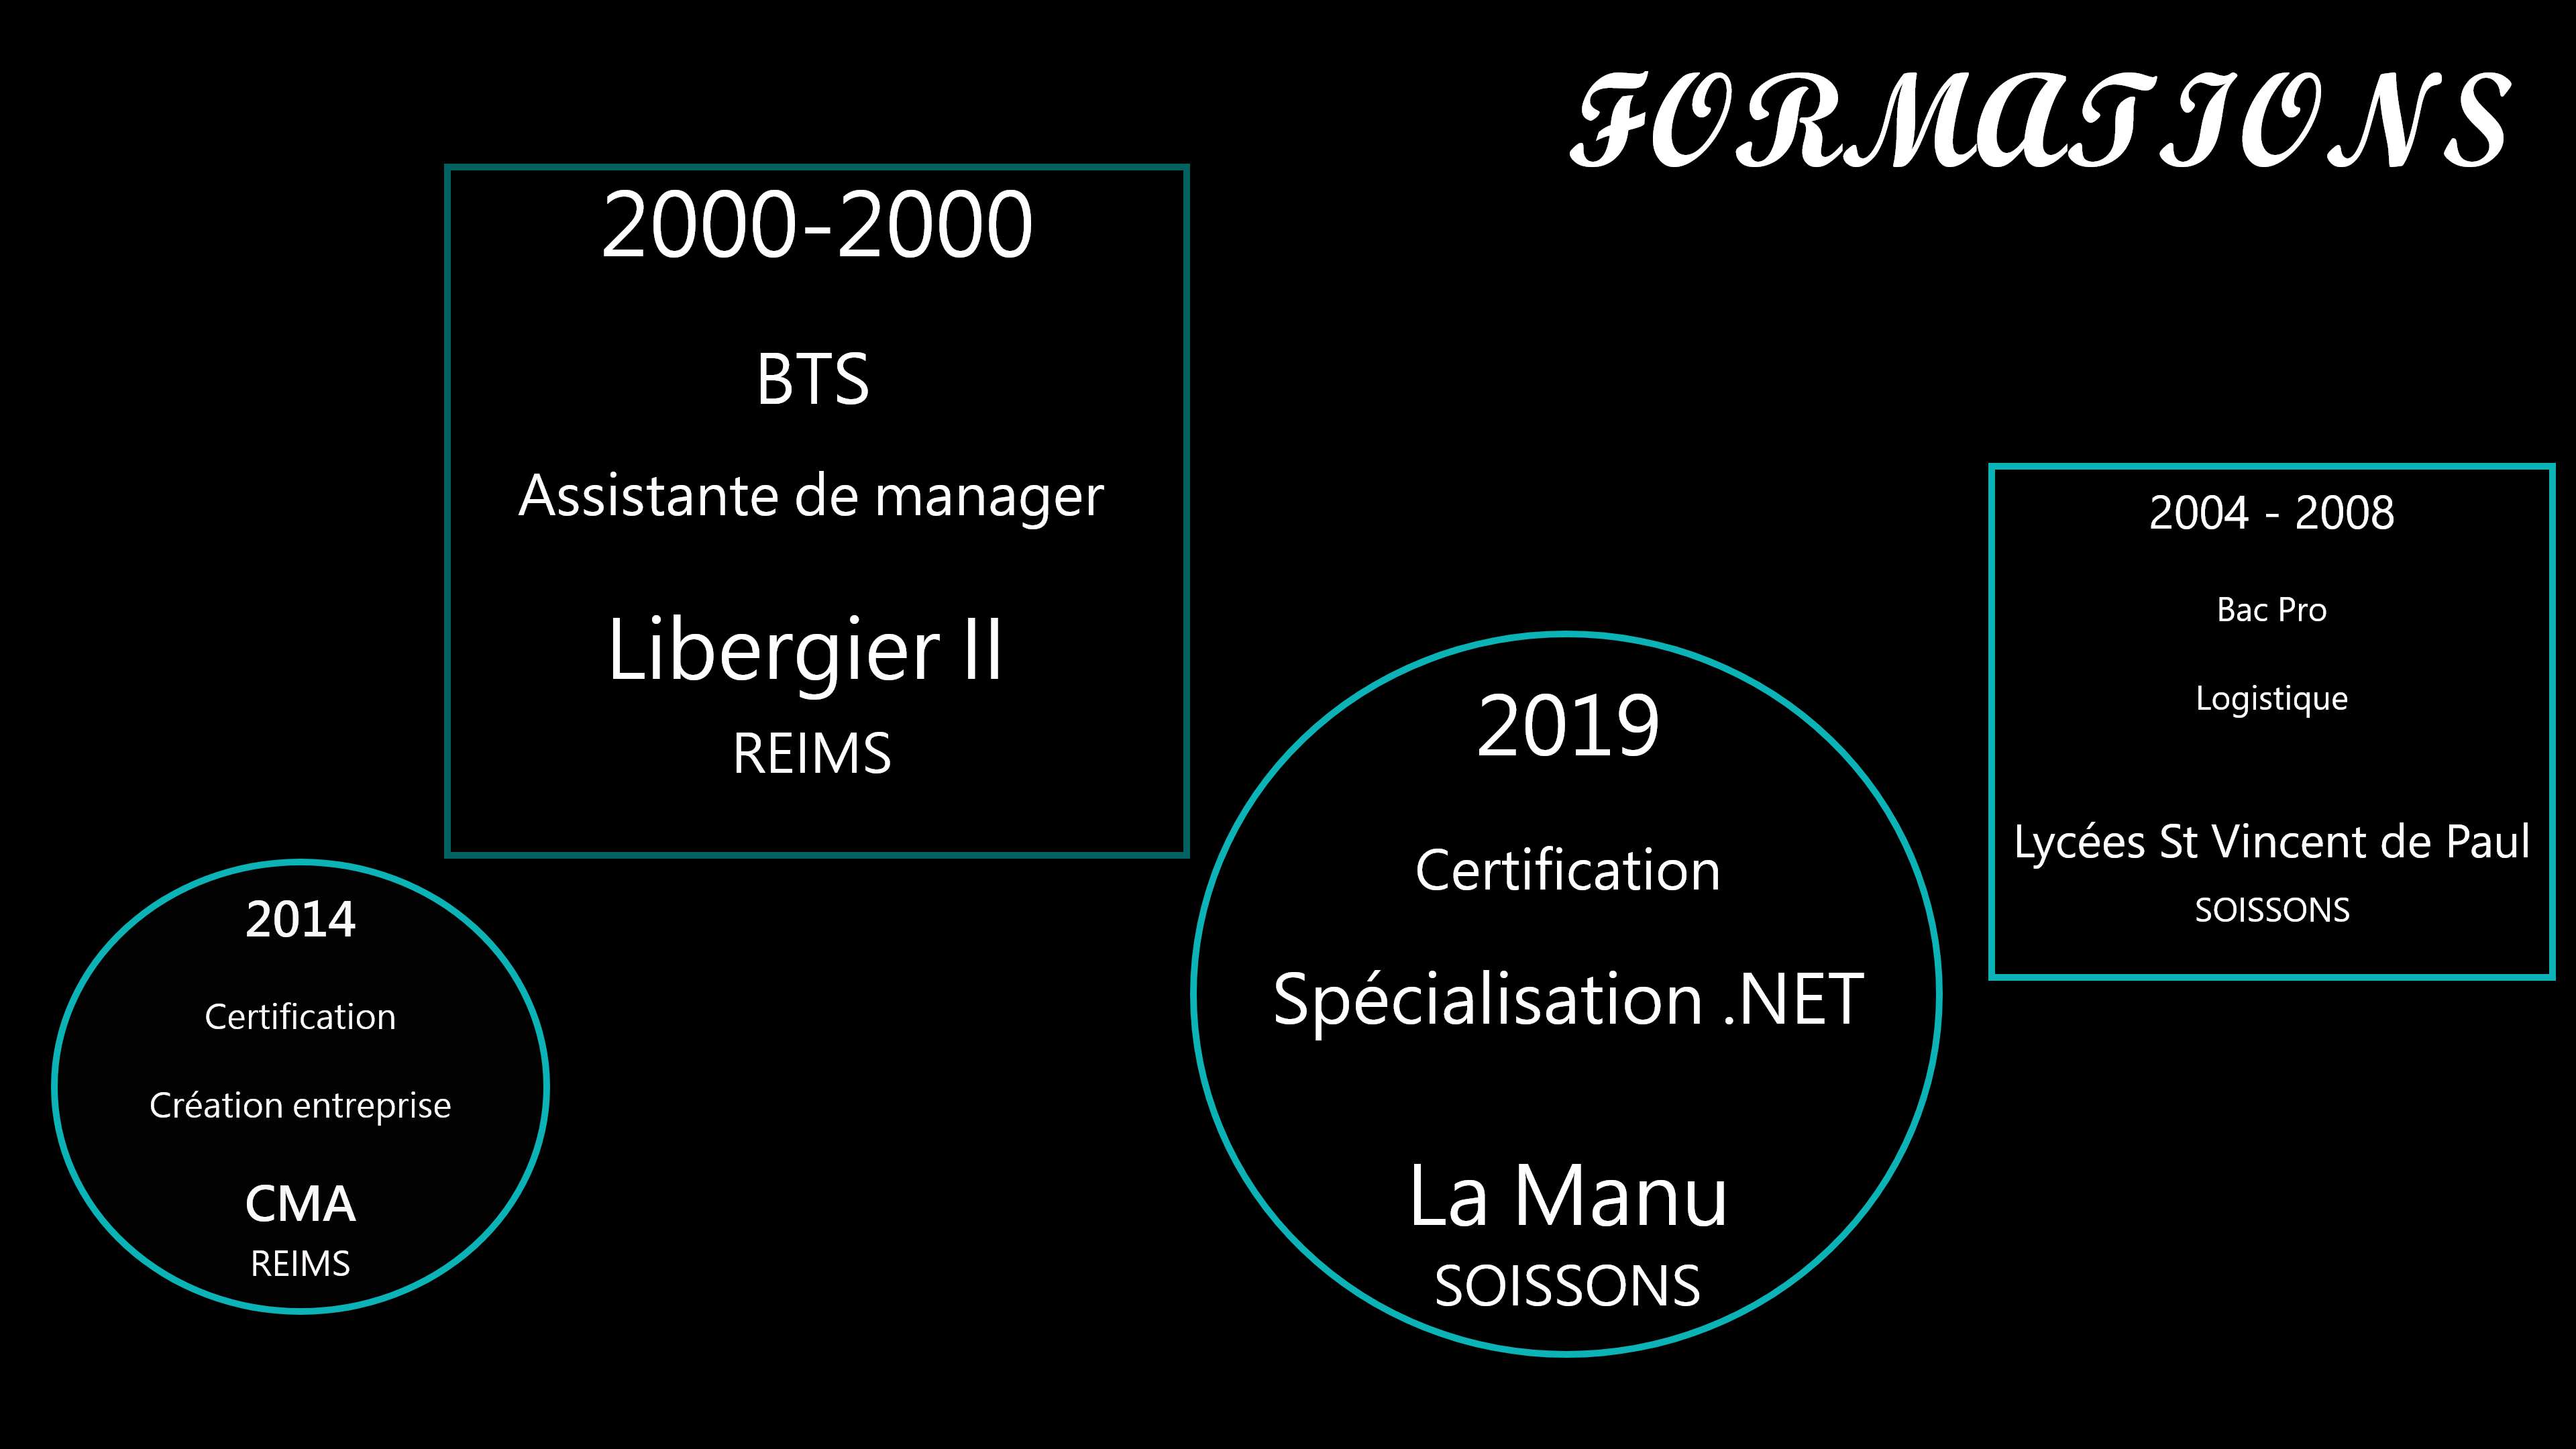 FORMATIONS
2000-2000
BTS
Assistante de manager
Libergier II
REIMS
2004 - 2008
Bac Pro
Logistique
Lycées St Vincent de Paul
SOISSONS
2019
Certification
Spécialisation .NET
La Manu
SOISSONS
2014
Certification
Création entreprise
CMA
REIMS